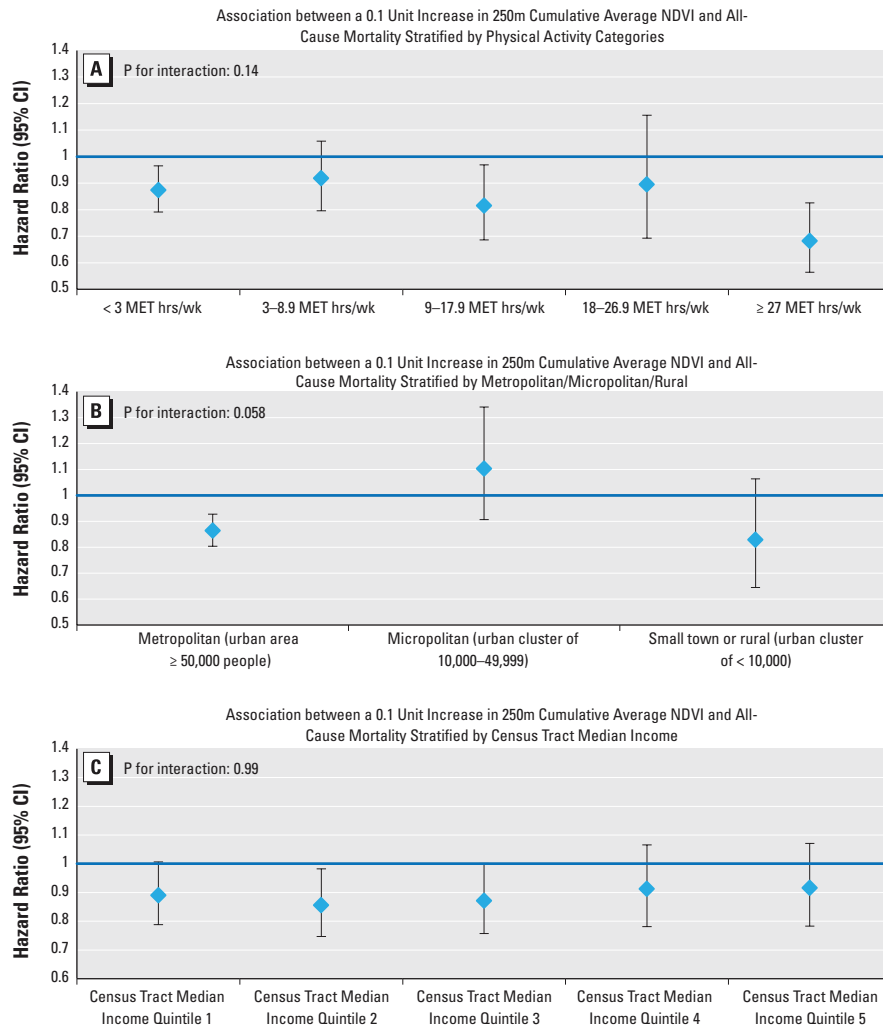 Association between a 0.1 Unit Increase in 250m Cumulative Average NDVI and All-
Cause Mortality Stratified by Physical Activity Categories
Hazard Ratio (95% CI)
1.4
1.3
1.2
1.1
1
0.9
0.8
0.7
0.6
0.5
A
P for interaction: 0.14
< 3 MET hrs/wk
3–8.9 MET hrs/wk
9–17.9 MET hrs/wk
18–26.9 MET hrs/wk
≥ 27 MET hrs/wk
Association between a 0.1 Unit Increase in 250m Cumulative Average NDVI and All-
Cause Mortality Stratified by Metropolitan/Micropolitan/Rural
Hazard Ratio (95% CI)
1.4
1.3
1.2
1.1
1
0.9
0.8
0.7
0.6
0.5
B
P for interaction: 0.058
Metropolitan (urban area
≥ 50,000 people)
Micropolitan (urban cluster of
10,000–49,999)
Small town or rural (urban cluster
of < 10,000)
Association between a 0.1 Unit Increase in 250m Cumulative Average NDVI and All-
Cause Mortality Stratified by Census Tract Median Income
Hazard Ratio (95% CI)
1.4
1.3
1.2
1.1
1
0.9
0.8
0.7
0.6
C
P for interaction: 0.99
Census Tract Median
Income Quintile 1
Census Tract Median
Income Quintile 2
Census Tract Median
Income Quintile 3
Census Tract Median
Income Quintile 4
Census Tract Median
Income Quintile 5